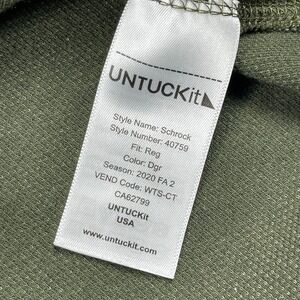 UNTUCKit
Style Name: Schrock
Style Number: 40759
Fit: Reg
Color: Dgr
Season: 2020 FA 2
VEND Code: WTS-CT
CA62799
UNTUCKit
USA
www.untuckit.com